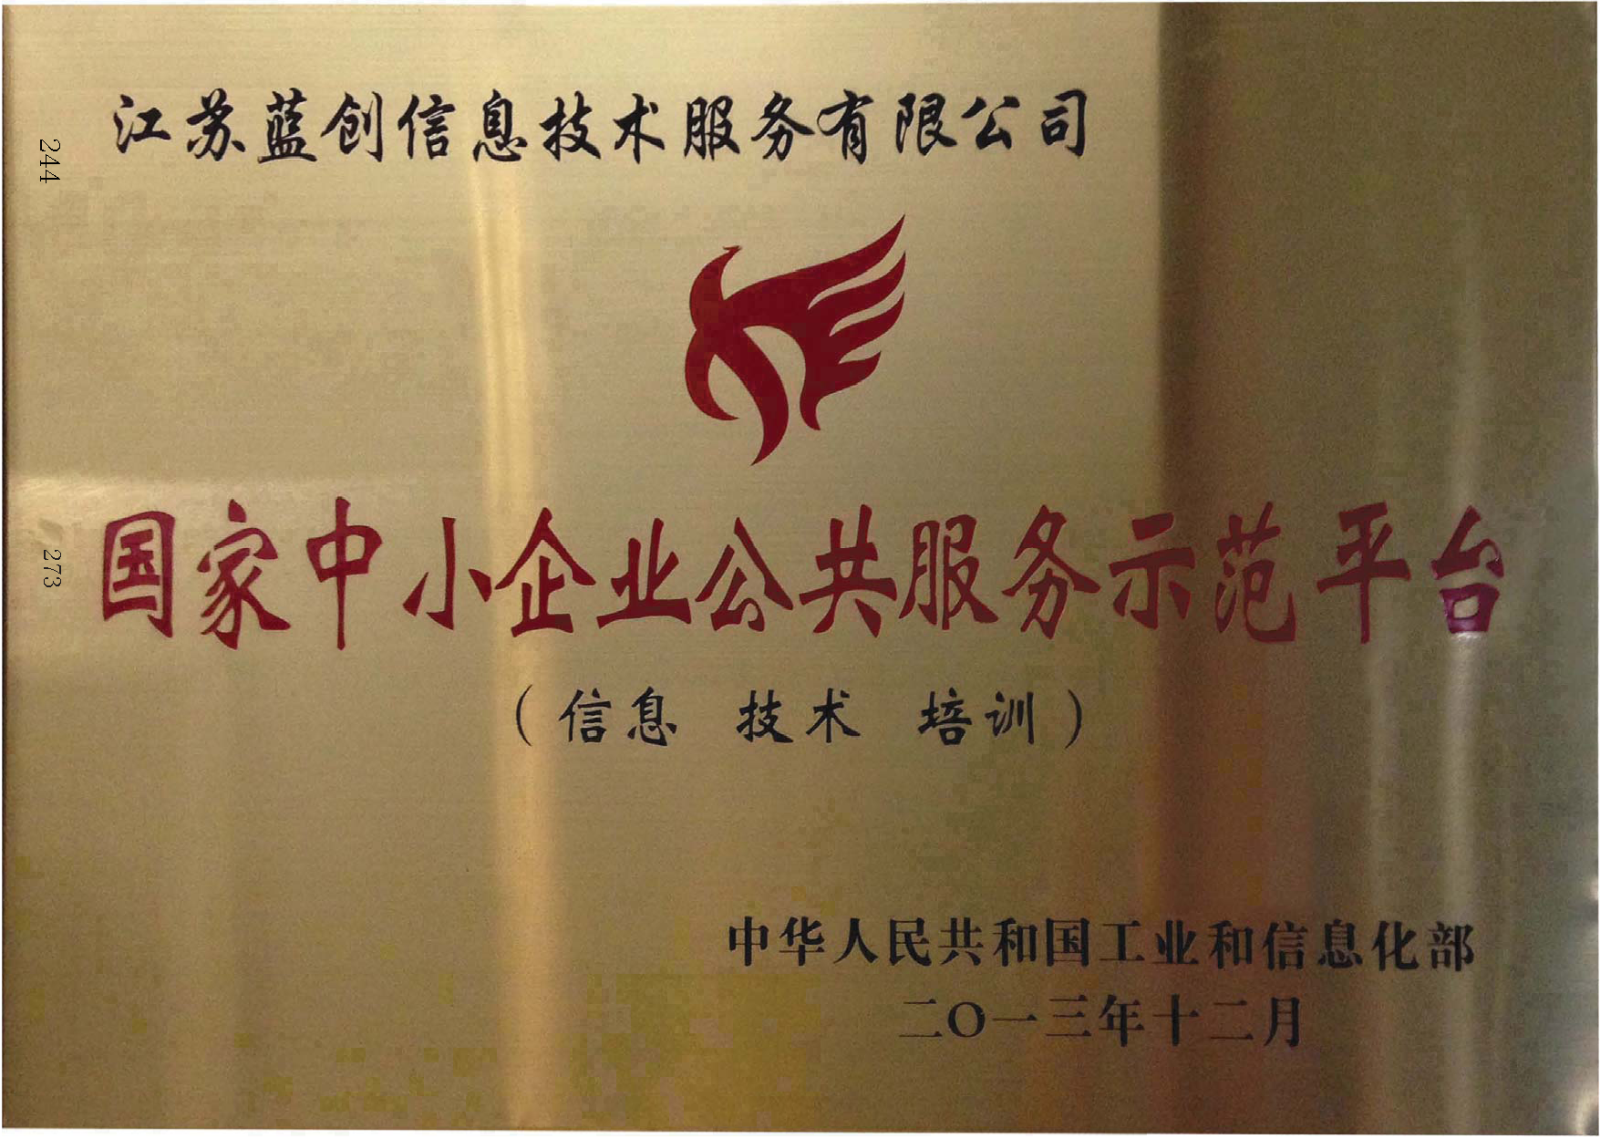 江苏蓝创信息技术服务有限公司
244
国家中小企业公共服务示范平台
273
（信息 技术 培训）
中华人民共和国工业和信息化部
二〇一三年十二月